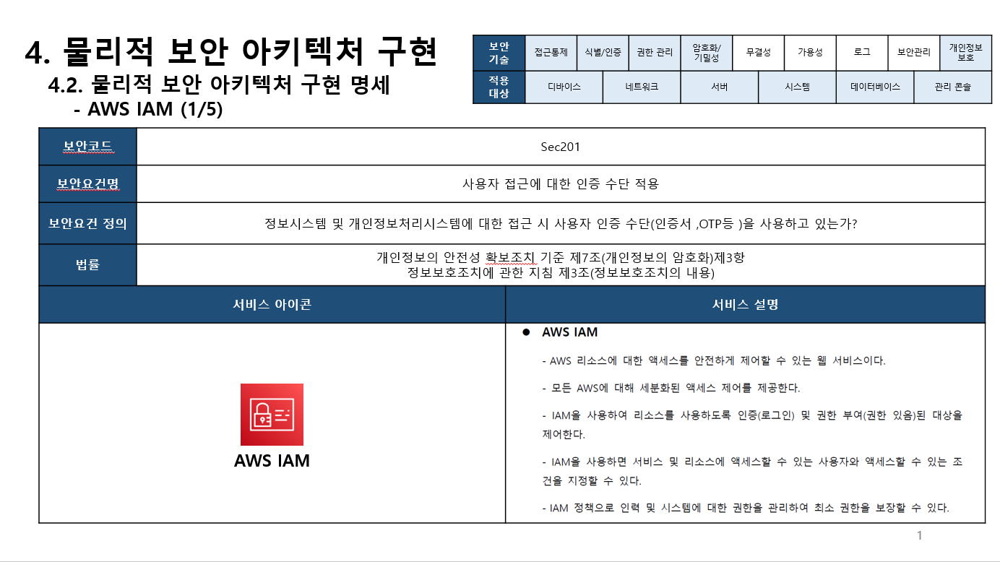 4. 물리적 보안 아키텍처 구현
4.2. 물리적 보안 아키텍처 구현 명세
- AWS IAM (1/5)
보안
기술
접근통제
식별/인증
권한 관리
암호화/
기밀성
무결성
가용성
로그
보안관리
개인정보
보호
적용
대상
디바이스
네트워크
서버
시스템
데이터베이스
관리 콘솔
보안코드
Sec201
보안요건명
사용자 접근에 대한 인증 수단 적용
보안요건 정의
정보시스템 및 개인정보처리시스템에 대한 접근 시 사용자 인증 수단(인증서 ,OTP등 )을 사용하고 있는가?
법률
개인정보의 안전성 확보조치 기준 제7조(개인정보의 암호화)제3항
정보보호조치에 관한 지침 제3조(정보보호조치의 내용)
서비스 아이콘
서비스 설명
AWS IAM
● AWS IAM
- AWS 리소스에 대한 액세스를 안전하게 제어할 수 있는 웹 서비스이다.
- 모든 AWS에 대해 세분화된 액세스 제어를 제공한다.
- IAM을 사용하여 리소스를 사용하도록 인증(로그인) 및 권한 부여(권한 있음)된 대상을
제어한다.
- IAM을 사용하면 서비스 및 리소스에 액세스할 수 있는 사용자와 액세스할 수 있는 조
건을 지정할 수 있다.
- IAM 정책으로 인력 및 시스템에 대한 권한을 관리하여 최소 권한을 보장할 수 있다.
1